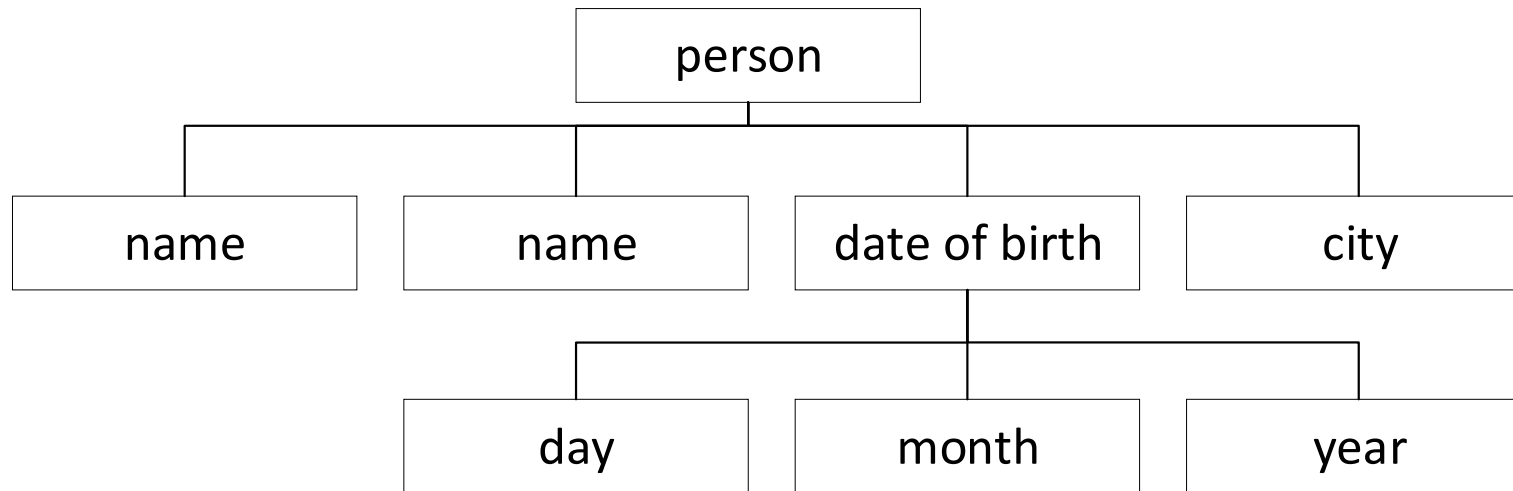 person
name
name
date of birth
city
day
month
year